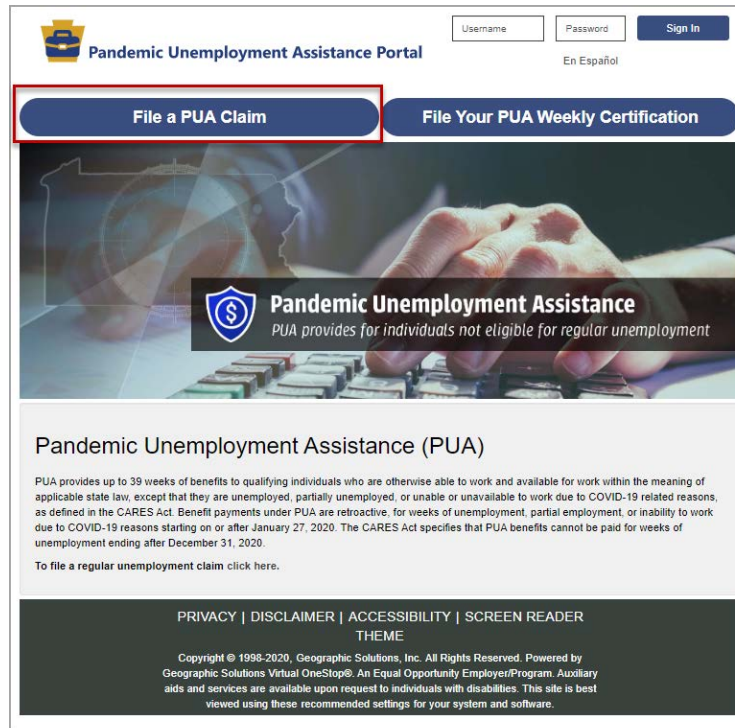 Username
Password
Sign In
Pandemic Unemployment Assistance Portal
En Español
File a PUA Claim
File Your PUA Weekly Certification
Pandemic Unemployment Assistance
PUA provides for individuals not eligible for regular unemployment
Pandemic Unemployment Assistance (PUA)
PUA provides up to 39 weeks of benefits to qualifying individuals who are otherwise able to work and available for work within the meaning of
applicable state law, except that they are unemployed, partially unemployed, or unable or unavailable to work due to COVID-19 related reasons,
as defined in the CARES Act. Benefit payments under PUA are retroactive, for weeks of unemployment, partial employment, or inability to work
due to COVID-19 reasons starting on or after January 27, 2020. The CARES Act specifies that PUA benefits cannot be paid for weeks of
unemployment ending after December 31, 2020.
To file a regular unemployment claim click here.
PRIVACY | DISCLAIMER | ACCESSIBILITY | SCREEN READER
THEME
Copyright © 1998-2020, Geographic Solutions, Inc. All Rights Reserved. Powered by
Geographic Solutions Virtual OneStop®. An Equal Opportunity Employer/Program. Auxiliary
aids and services are available upon request to individuals with disabilities. This site is best
viewed using these recommended settings for your system and software.